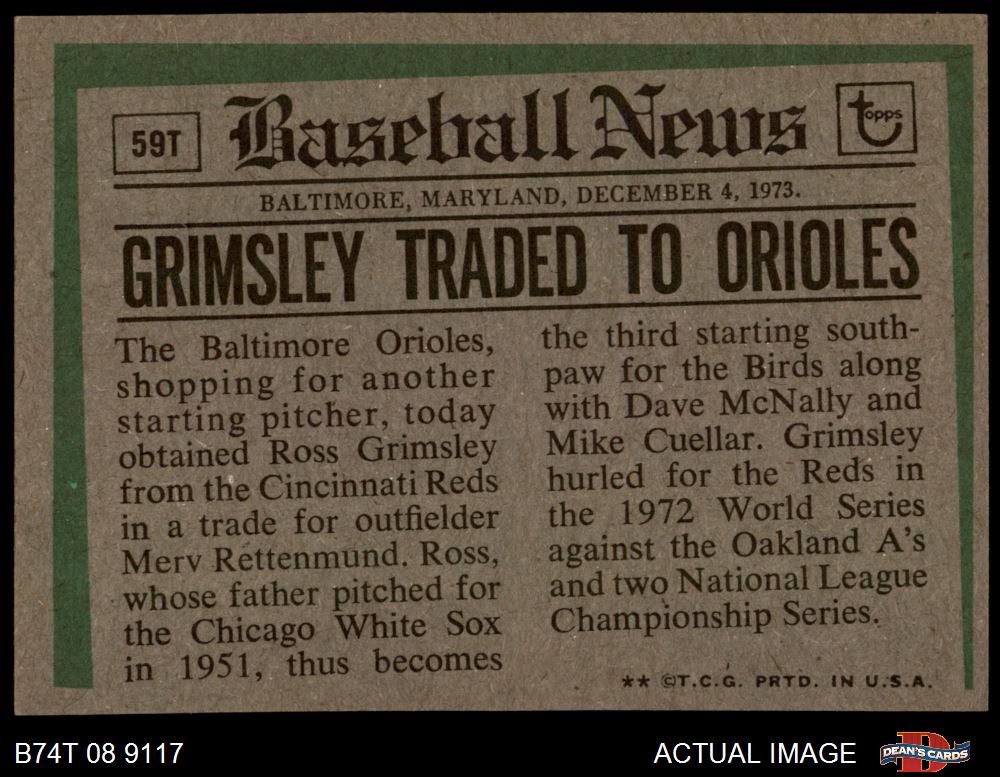 59T
Baseball News
topps
BALTIMORE, MARYLAND, DECEMBER 4, 1973.
GRIMSLEY TRADED TO ORIOLES
The Baltimore Orioles,
shopping for another
starting pitcher, today
obtained Ross Grimsley
from the Cincinnati Reds
in a trade for outfielder
Merv Rettenmund. Ross,
whose father pitched for
the Chicago White Sox
in 1951, thus becomes
the third starting south-
paw for the Birds along
with Dave McNally and
Mike Cuellar. Grimsley
hurled for the Reds in
the 1972 World Series
against the Oakland A's
and two National League
Championship Series.
** ©T.C.G. PRTD. IN U.S.A.
B74T 08 9117
ACTUAL IMAGE
DEAN'S CARDS